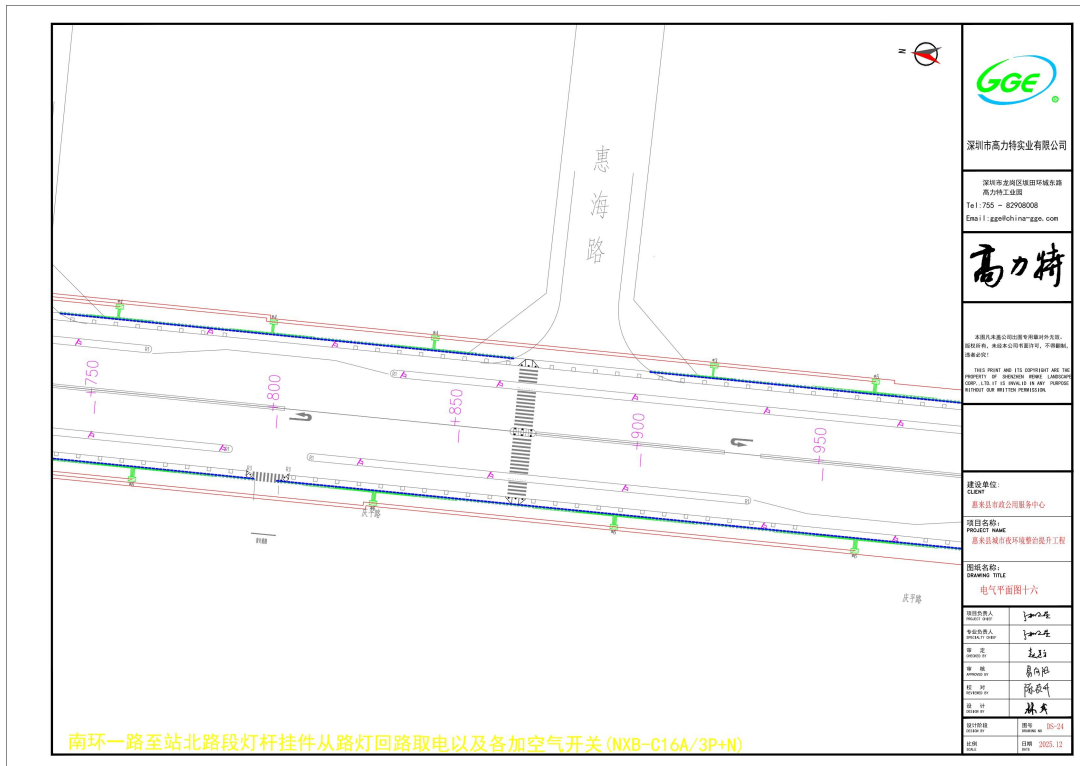 N
惠
海
路
+750
+800
+850
+900
+950
庆平路
庆平路
南环一路至站北路段灯杆挂件从路灯回路取电以及各加空气开关(NXB-C16A/3P+N)
GGE
®
深圳市高力特实业有限公司
深圳市龙岗区坂田环城东路
高力特工业园
Tel:755 - 82908008
Email:gge@china-gge.com
高力特
本图凡未盖公司出图专用章对外无效。
版权所有，未经本公司书面许可，不得翻制，
违者必究!
THIS PRINT AND ITS COPYRIGHT ARE THE
PROPERTY OF SHENZHEN WENKE LANDSCAPE
CORP.,LTD.IT IS INVALID IN ANY PURPOSE
WITHOUT OUR WRITTEN PERMISSION.
建设单位:
CLIENT
惠来县市政公用服务中心
项目名称:
PROJECT NAME
惠来县城市夜环境整治提升工程
图纸名称:
DRAWING TITLE
电气平面图十六
项目负责人
PROJECT CHIEF
专业负责人
SPECIALTY CHIEF
审 定
CHECKED BY
审 核
APPROVED BY
校 对
REVIEWED BY
设 计
DESIGN BY
设计阶段
DESIGN BY
图号 DS-24
DRAWING NO
比例
SCALE
日期 2025.12
DATE